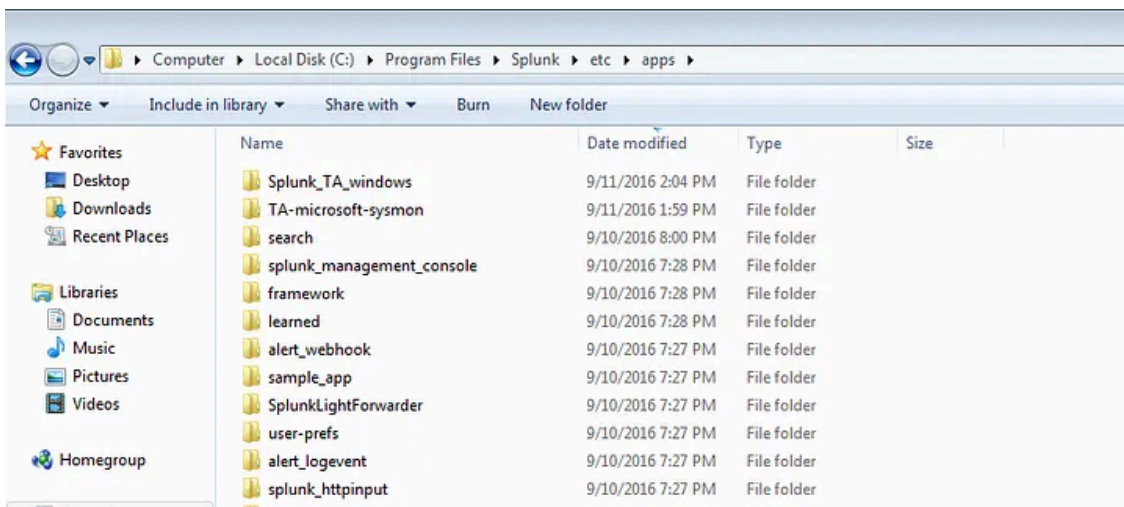 Computer Local Disk (C:) Program Files Splunk etc apps
Organize Include in library Share with Burn New folder
Name Date modified Type Size
Favorites
Desktop
Downloads
Recent Places
Libraries
Documents
Music
Pictures
Videos
Homegroup
Splunk_TA_windows 9/11/2016 2:04 PM File folder
TA-microsoft-sysmon 9/11/2016 1:59 PM File folder
search 9/10/2016 8:00 PM File folder
splunk_management_console 9/10/2016 7:28 PM File folder
framework 9/10/2016 7:28 PM File folder
learned 9/10/2016 7:28 PM File folder
alert_webhook 9/10/2016 7:27 PM File folder
sample_app 9/10/2016 7:27 PM File folder
SplunkLightForwarder 9/10/2016 7:27 PM File folder
user-prefs 9/10/2016 7:27 PM File folder
alert_logevent 9/10/2016 7:27 PM File folder
splunk_httpinput 9/10/2016 7:27 PM File folder